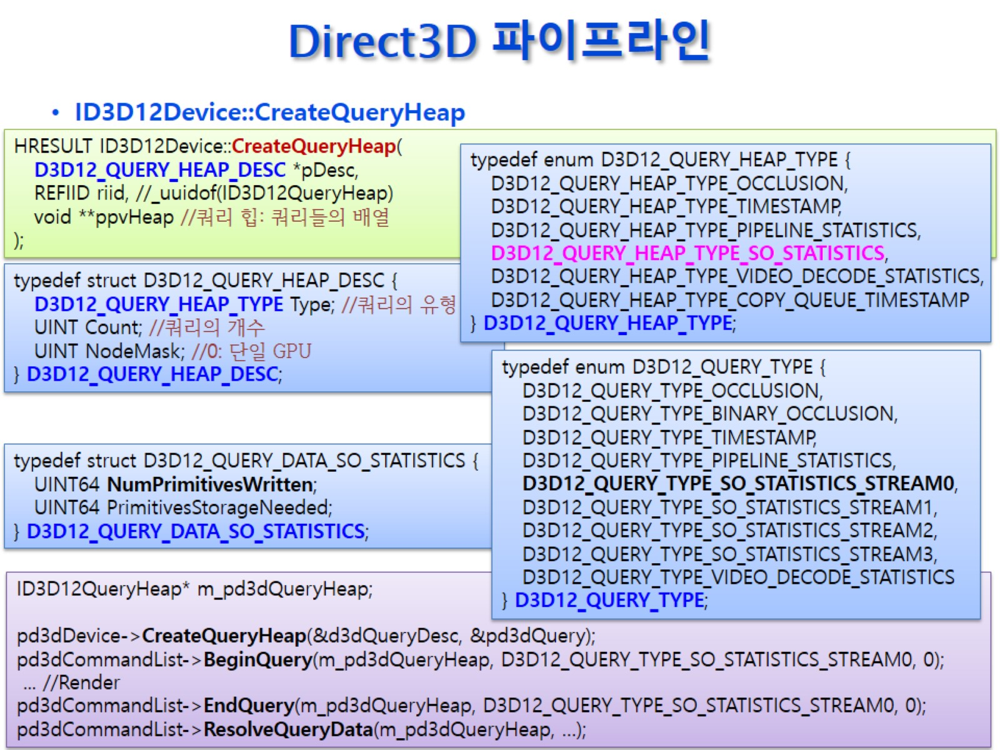 Direct3D 파이프라인
• ID3D12Device::CreateQueryHeap
HRESULT ID3D12Device::CreateQueryHeap(
D3D12_QUERY_HEAP_DESC *pDesc,
REFIID riid, //_uuidof(ID3D12QueryHeap)
void **ppvHeap //쿼리 힙: 쿼리들의 배열
);
typedef enum D3D12_QUERY_HEAP_TYPE {
D3D12_QUERY_HEAP_TYPE_OCCLUSION,
D3D12_QUERY_HEAP_TYPE_TIMESTAMP,
D3D12_QUERY_HEAP_TYPE_PIPELINE_STATISTICS,
D3D12_QUERY_HEAP_TYPE_SO_STATISTICS,
D3D12_QUERY_HEAP_TYPE_VIDEO_DECODE_STATISTICS,
D3D12_QUERY_HEAP_TYPE_COPY_QUEUE_TIMESTAMP
} D3D12_QUERY_HEAP_TYPE;
typedef struct D3D12_QUERY_HEAP_DESC {
D3D12_QUERY_HEAP_TYPE Type; //쿼리의 유형
UINT Count; //쿼리의 개수
UINT NodeMask; //0: 단일 GPU
} D3D12_QUERY_HEAP_DESC;
typedef enum D3D12_QUERY_TYPE {
D3D12_QUERY_TYPE_OCCLUSION,
D3D12_QUERY_TYPE_BINARY_OCCLUSION,
D3D12_QUERY_TYPE_TIMESTAMP,
D3D12_QUERY_TYPE_PIPELINE_STATISTICS,
D3D12_QUERY_TYPE_SO_STATISTICS_STREAM0,
D3D12_QUERY_TYPE_SO_STATISTICS_STREAM1,
D3D12_QUERY_TYPE_SO_STATISTICS_STREAM2,
D3D12_QUERY_TYPE_SO_STATISTICS_STREAM3,
D3D12_QUERY_TYPE_VIDEO_DECODE_STATISTICS
} D3D12_QUERY_TYPE;
typedef struct D3D12_QUERY_DATA_SO_STATISTICS {
UINT64 NumPrimitivesWritten;
UINT64 PrimitivesStorageNeeded;
} D3D12_QUERY_DATA_SO_STATISTICS;
ID3D12QueryHeap* m_pd3dQueryHeap;
pd3dDevice->CreateQueryHeap(&d3dQueryDesc, &pd3dQuery);
pd3dCommandList->BeginQuery(m_pd3dQueryHeap, D3D12_QUERY_TYPE_SO_STATISTICS_STREAM0, 0);
... //Render
pd3dCommandList->EndQuery(m_pd3dQueryHeap, D3D12_QUERY_TYPE_SO_STATISTICS_STREAM0, 0);
pd3dCommandList->ResolveQueryData(m_pd3dQueryHeap, ...);